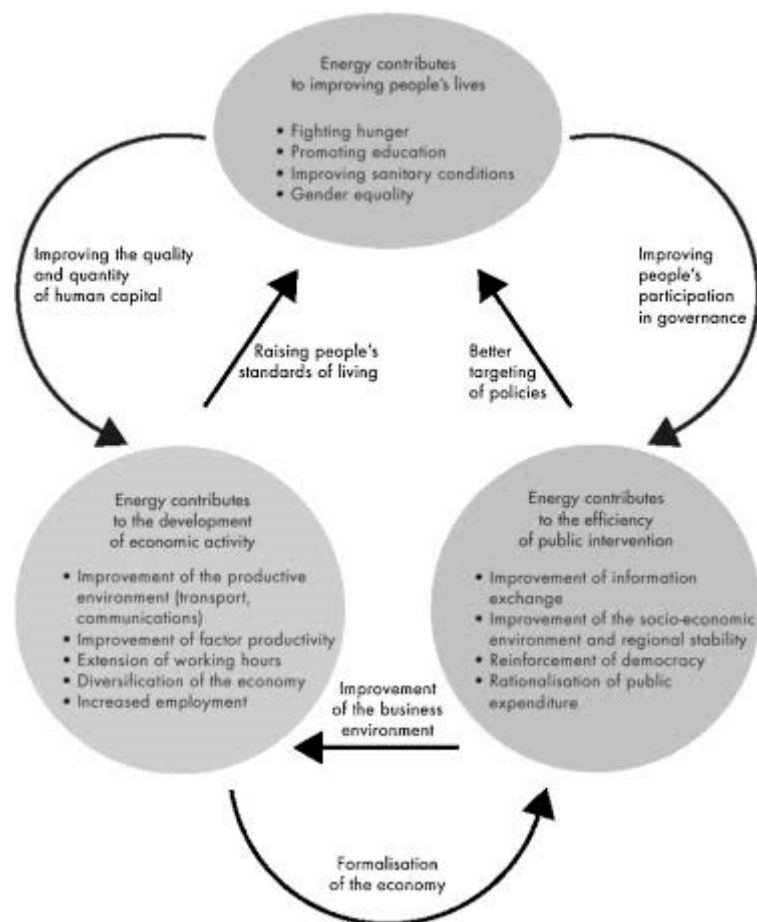 Energy contributes
to improving people's lives
• Fighting hunger
• Promoting education
• Improving sanitary conditions
• Gender equality
Improving the quality
and quantity
of human capital
Improving
people's
participation
in governance
Raising people's
standards of living
Better
targeting
of policies
Energy contributes
to the development
of economic activity
• Improvement of the productive
environment (transport,
communications)
• Improvement of factor productivity
• Extension of working hours
• Diversification of the economy
• Increased employment
Energy contributes
to the efficiency
of public intervention
• Improvement of information
exchange
• Improvement of the socio-economic
environment and regional stability
• Reinforcement of democracy
• Rationalisation of public
expenditure
Improvement
of the business
environment
Formalisation
of the economy